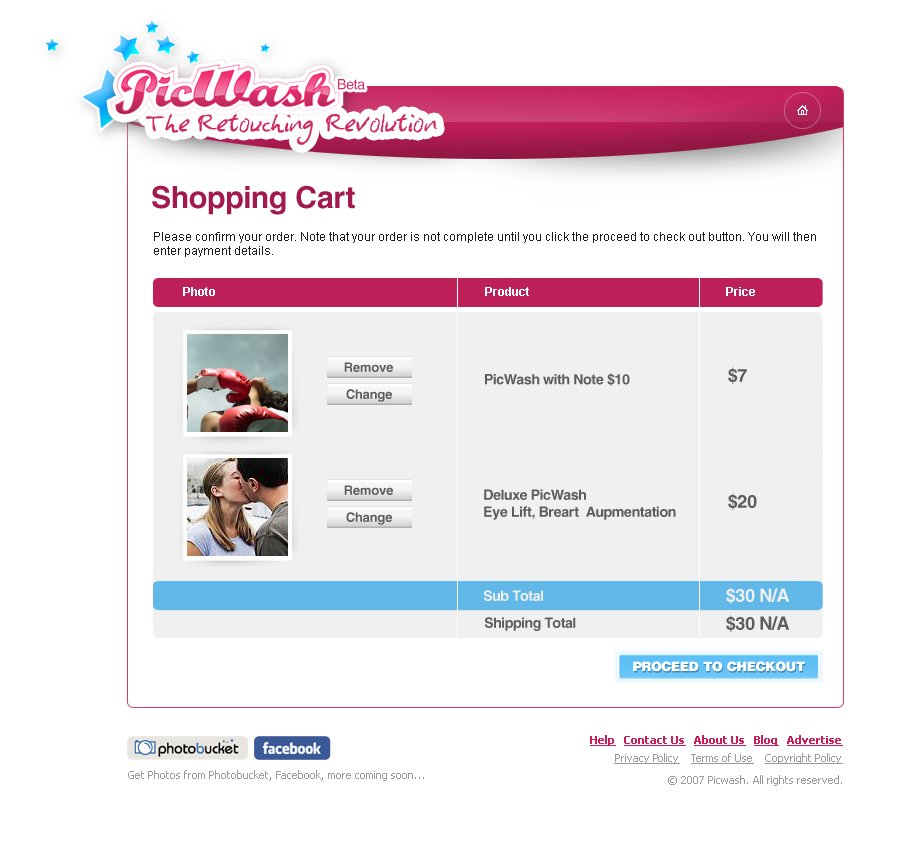 PicWash Beta
The Retouching Revolution
Shopping Cart
Please confirm your order. Note that your order is not complete until you click the proceed to check out button. You will then
enter payment details.
Photo Product Price
Remove
Change
PicWash with Note $10
$7
Remove
Change
Deluxe PicWash
Eye Lift, Breart Aupmentation
$20
Sub Total $30 N/A
Shipping Total $30 N/A
PROCEED TO CHECKOUT
photobucket facebook
Get Photos from Photobucket, Facebook, more coming soon...
Help Contact Us About Us Blog Advertise
Privacy Policy Terms of Use Copyright Policy
© 2007 Picwash. All rights reserved.